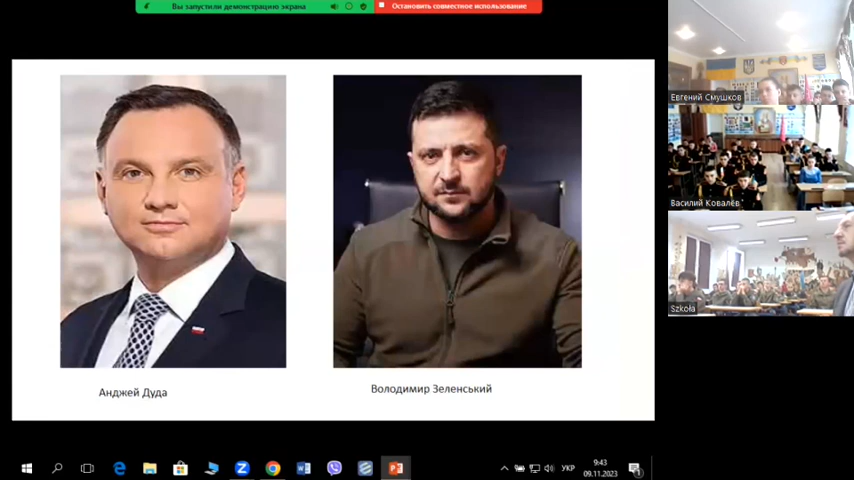 Вы запустили демонстрацию экрана
Остановить совместное использование
Евгений Смушков
Василий Ковалёв
Szkoła
Анджей Дуда
Володимир Зеленський
УКР
9:43
09.11.2023